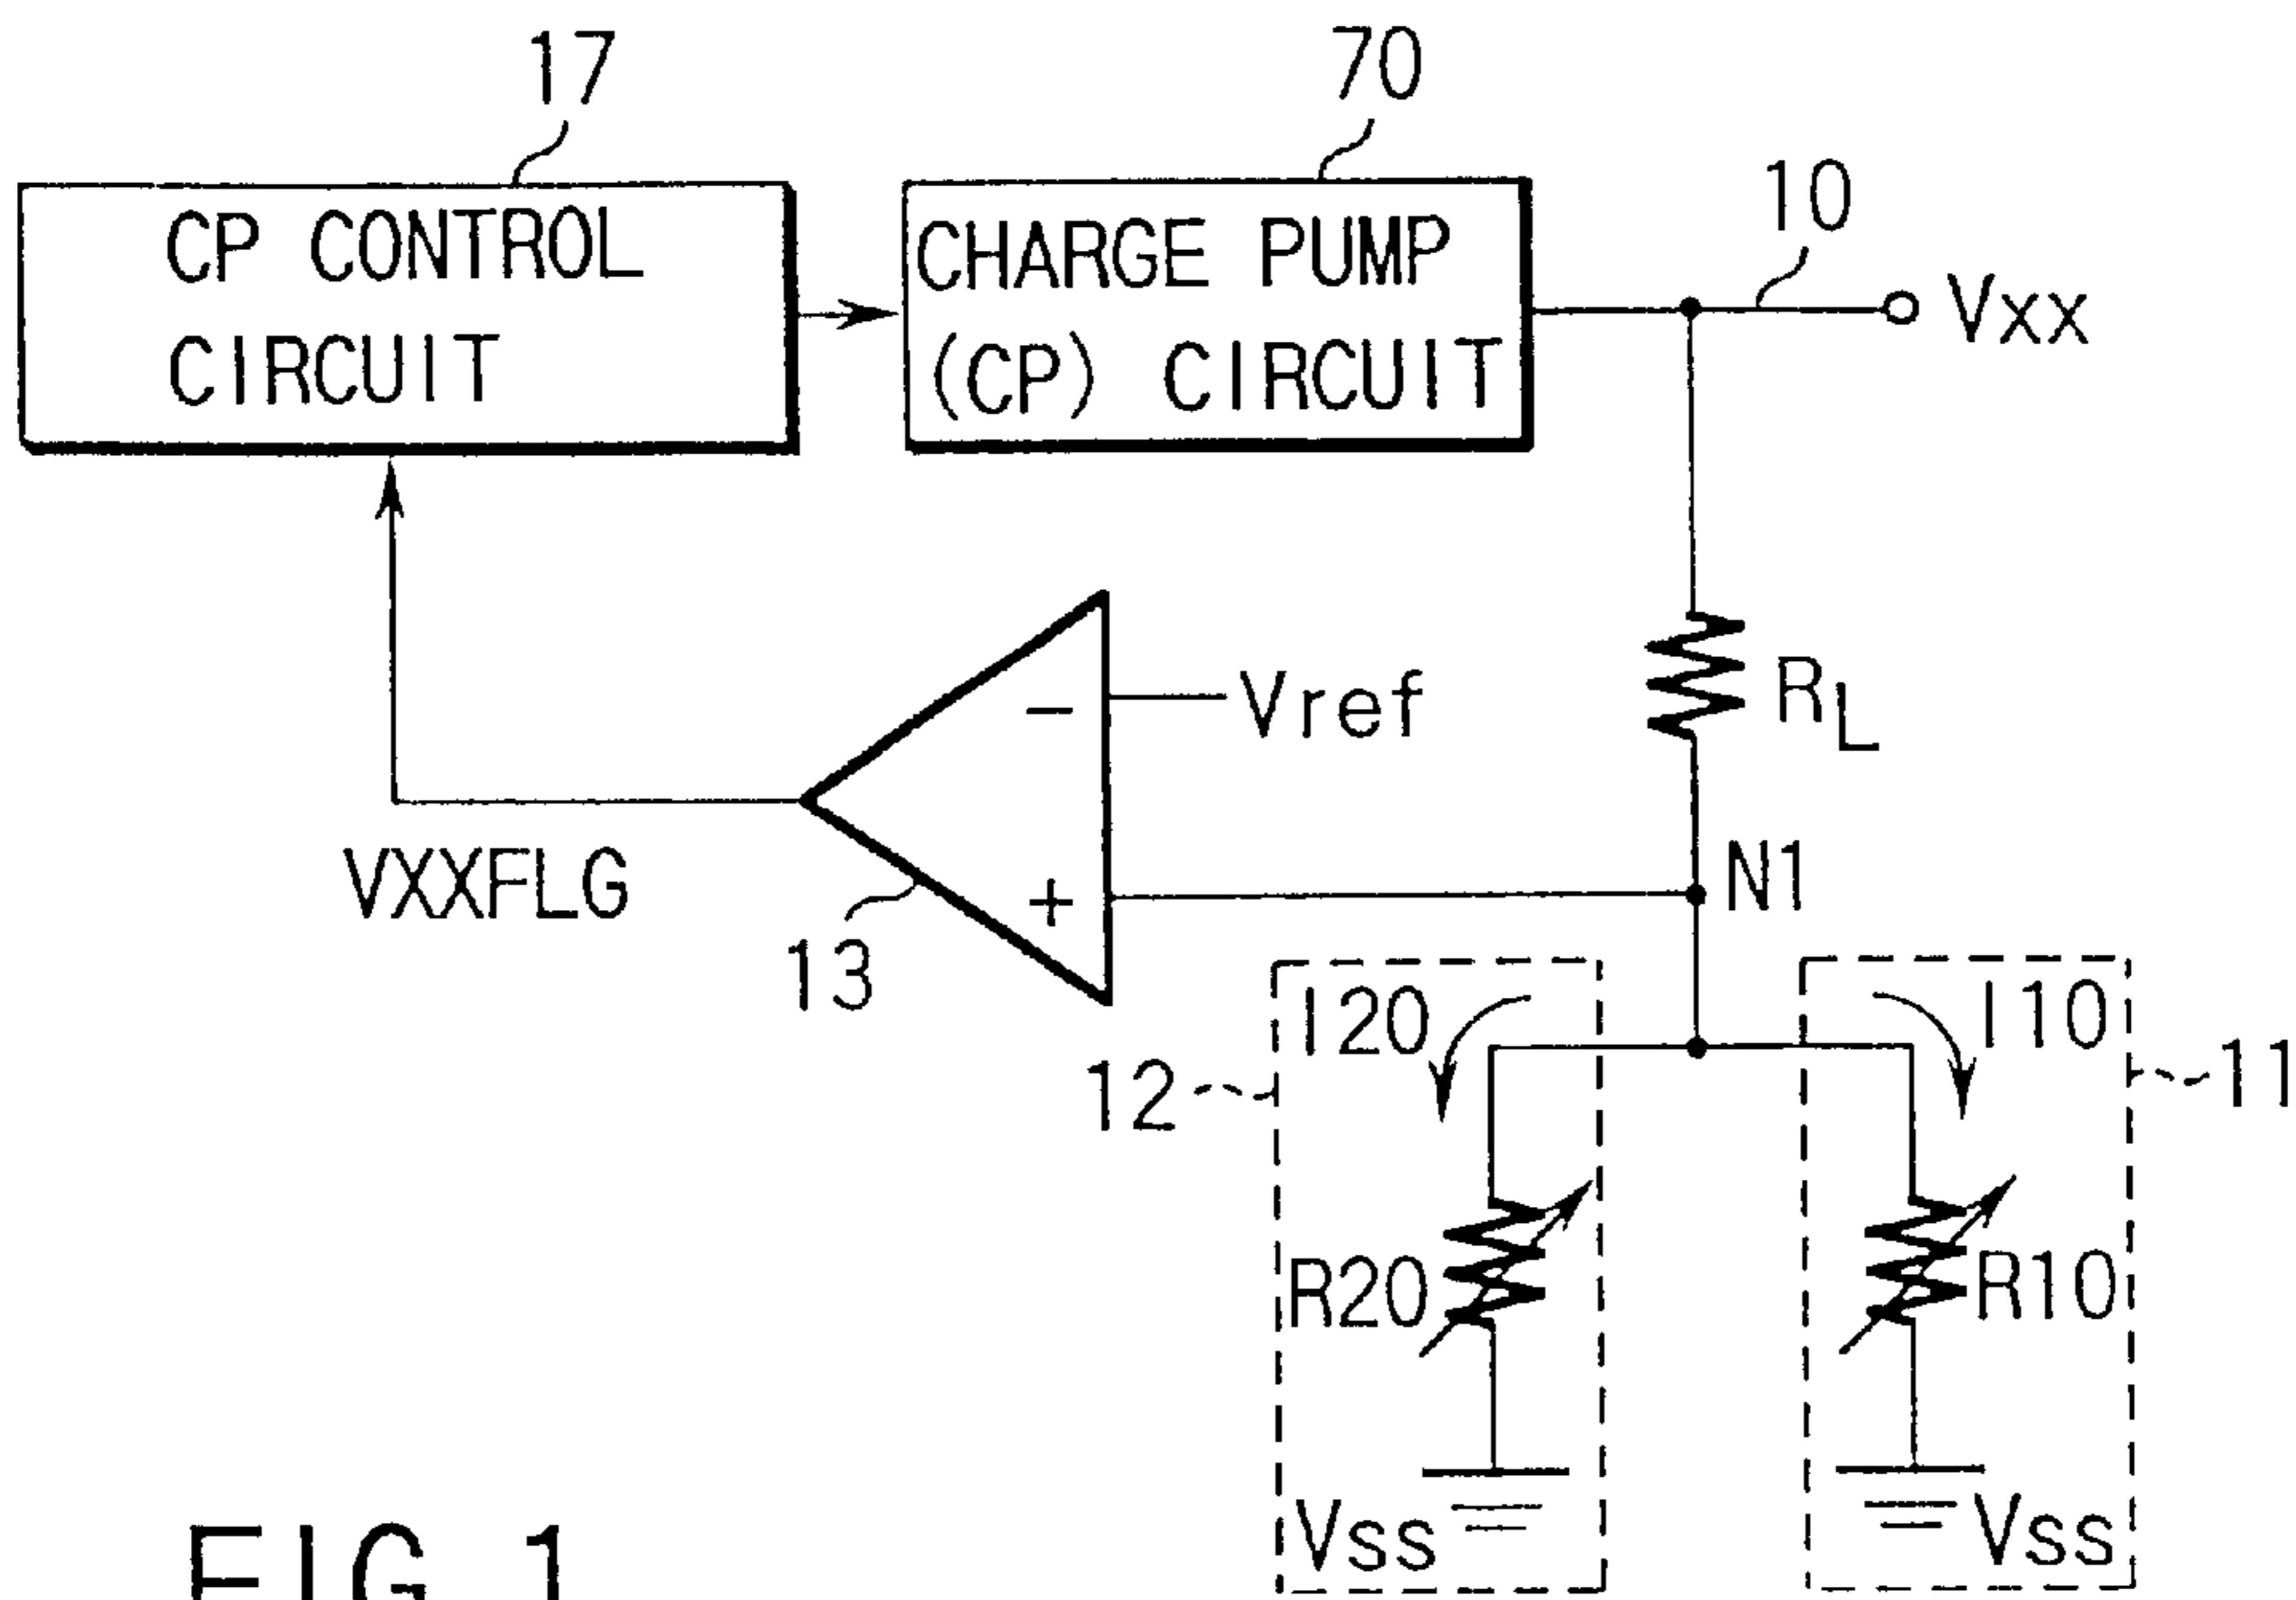 17
70
10
CP CONTROL
CIRCUIT
CHARGE PUMP
(CP) CIRCUIT
Vxx
Vref
RL
−
+
N1
VXXFLG
13
I20
I10
12
11
R20
R10
Vss
Vss
FIG 1